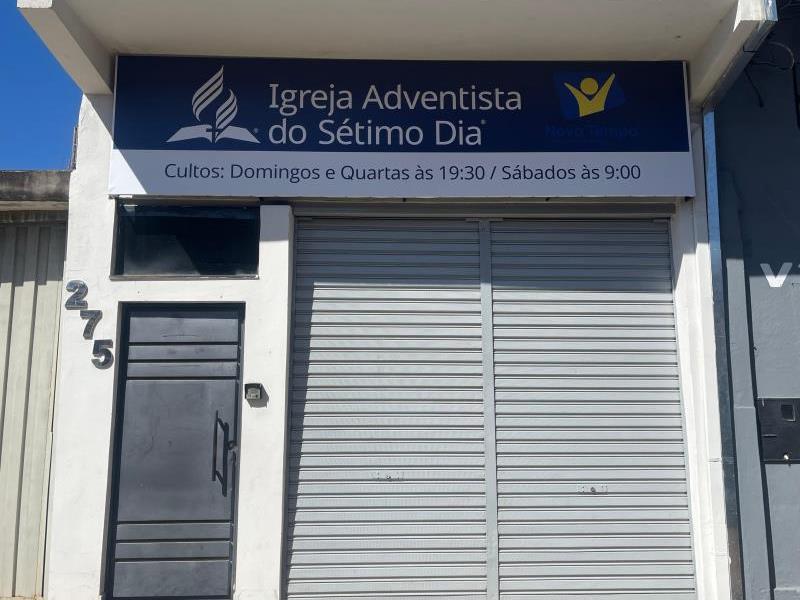 Igreja Adventista
do Sétimo Dia®
Novo Tempo
Cultos: Domingos e Quartas às 19:30 / Sábados às 9:00
275